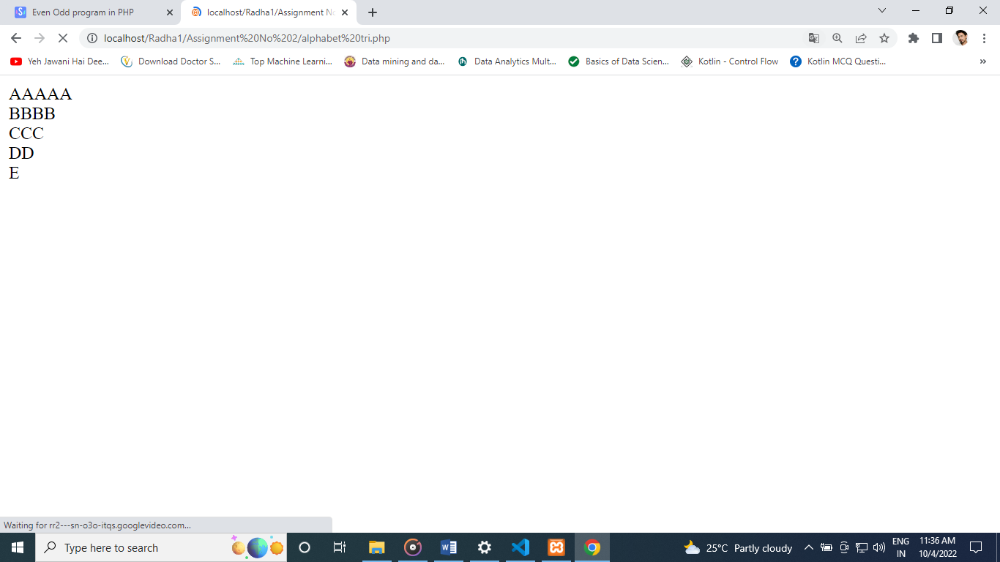 Even Odd program in PHP
localhost/Radha1/Assignment No
localhost/Radha1/Assignment%20No%202/alphabet%20tri.php
Yeh Jawani Hai Dee...
Download Doctor S...
Top Machine Learni...
Data mining and da...
Data Analytics Mult...
Basics of Data Scien...
Kotlin - Control Flow
Kotlin MCQ Questi...
»
AAAAA
BBBB
CCC
DD
E
Waiting for rr2---sn-o3o-itqs.googlevideo.com...
Type here to search
25°C Partly cloudy
ENG
IN
11:36 AM
10/4/2022